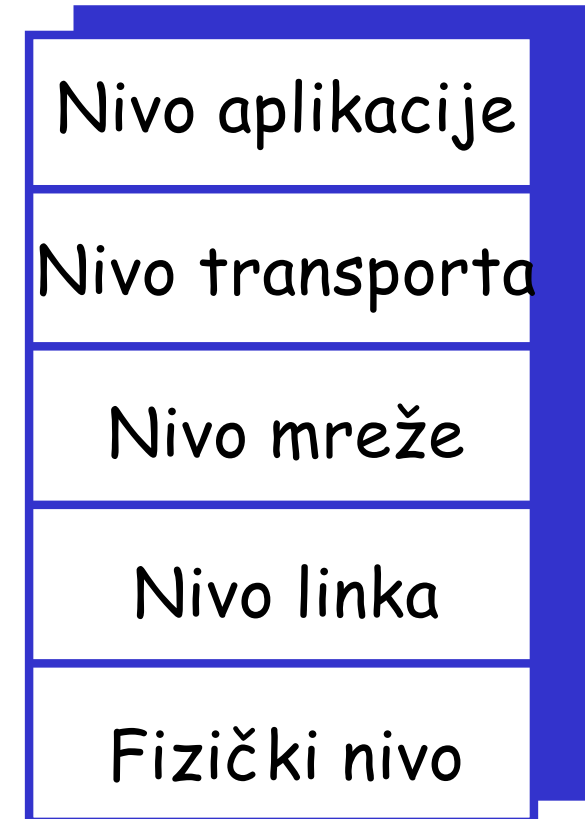 Nivo aplikacije
Nivo transporta
Nivo mreže
Nivo linka
Fizički nivo